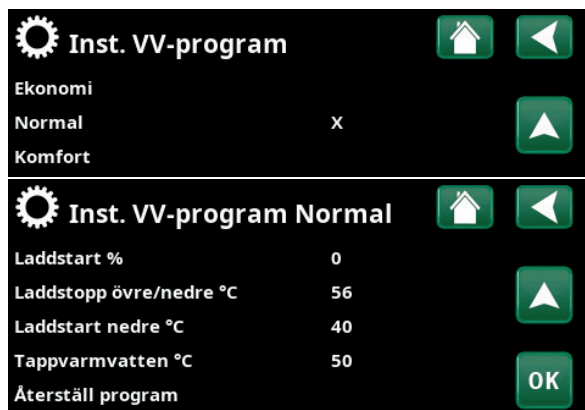 Inst. VV-program
Ekonomi
Normal X
Komfort
Inst. VV-program Normal
Laddstart % 0
Laddstopp övre/nedre °C 56
Laddstart nedre °C 40
Tappvarmvatten °C 50
Återställ program
OK